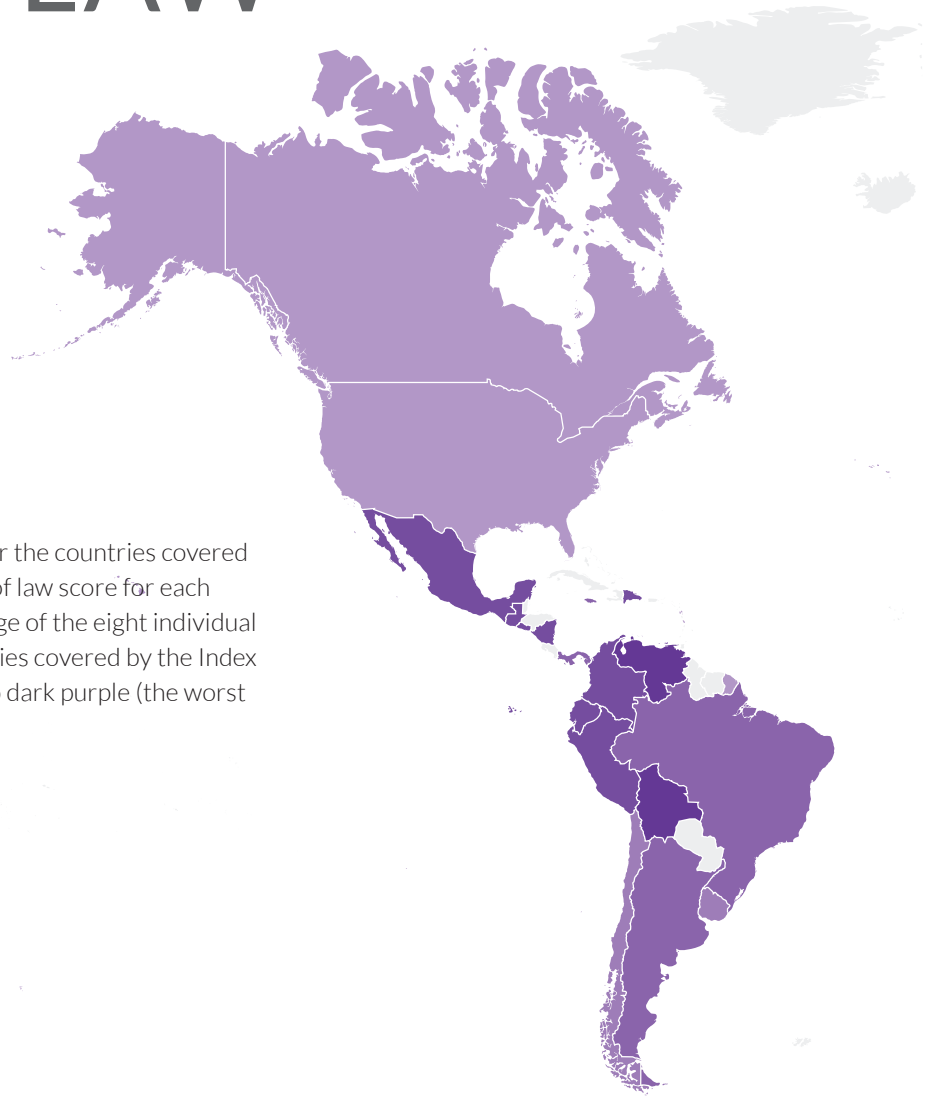 LAW
r the countries covered
of law score for each
ge of the eight individual
ies covered by the Index
dark purple (the worst